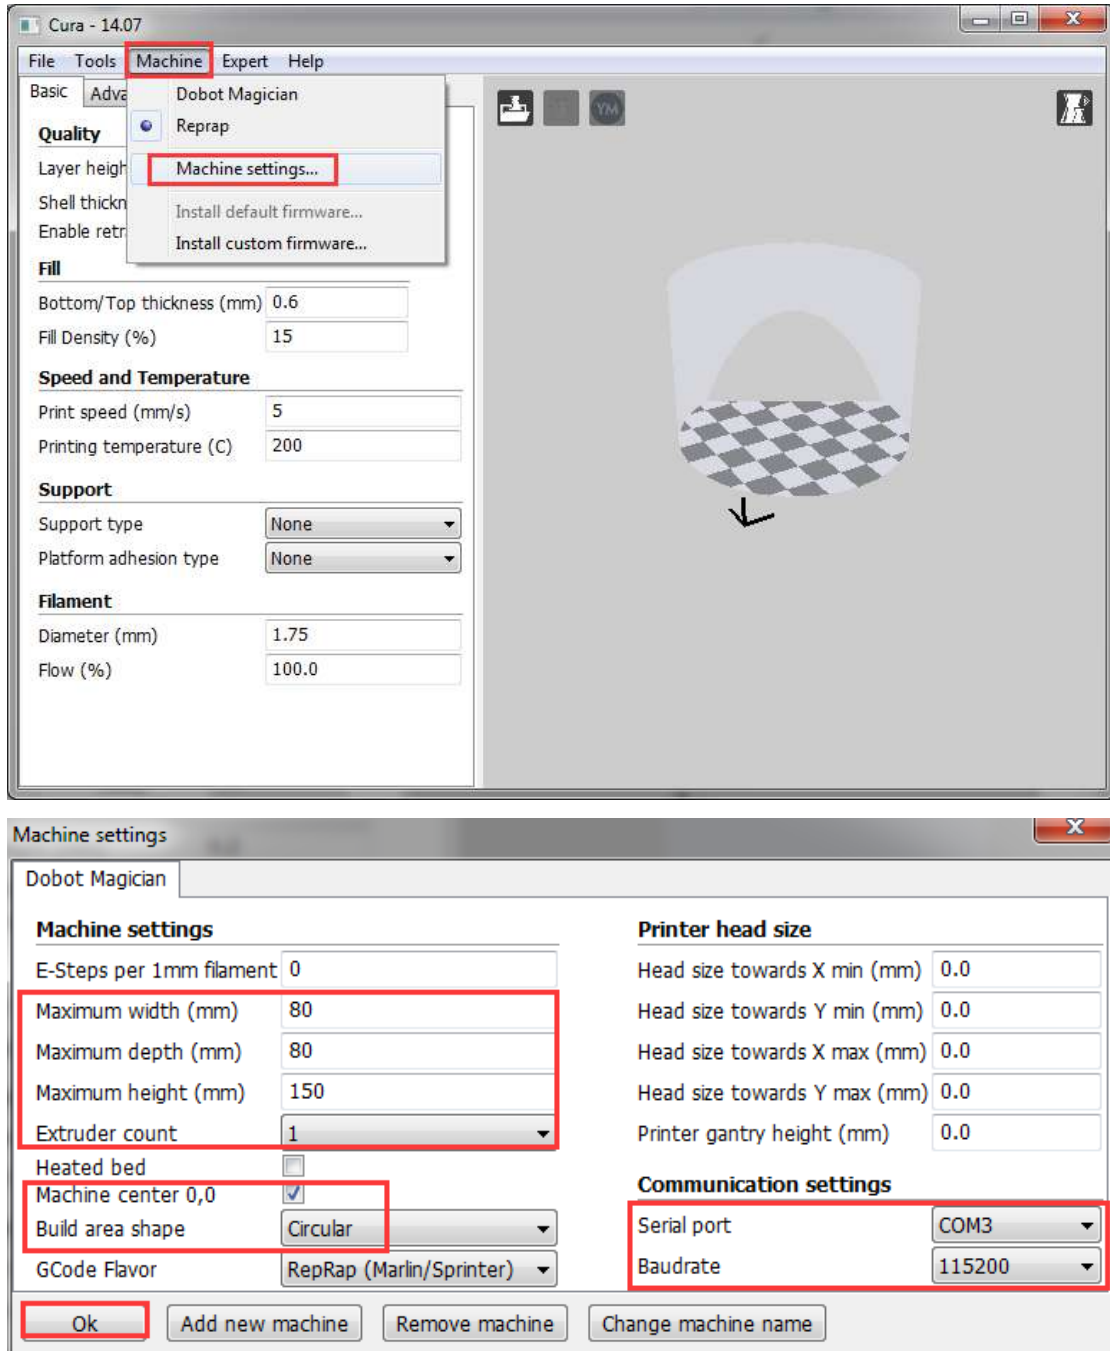 Cura - 14.07
File Tools Machine Expert Help
Basic Adva
Dobot Magician
Reprap
Machine settings...
Install default firmware...
Install custom firmware...
YM
Quality
Layer heigh
Shell thickn
Enable retr
Fill
Bottom/Top thickness (mm) 0.6
Fill Density (%) 15
Speed and Temperature
Print speed (mm/s) 5
Printing temperature (C) 200
Support
Support type None
Platform adhesion type None
Filament
Diameter (mm) 1.75
Flow (%) 100.0
Machine settings
Dobot Magician
Machine settings
E-Steps per 1mm filament 0
Maximum width (mm) 80
Maximum depth (mm) 80
Maximum height (mm) 150
Extruder count 1
Heated bed
Machine center 0,0
Build area shape Circular
GCode Flavor RepRap (Marlin/Sprinter)
Printer head size
Head size towards X min (mm) 0.0
Head size towards Y min (mm) 0.0
Head size towards X max (mm) 0.0
Head size towards Y max (mm) 0.0
Printer gantry height (mm) 0.0
Communication settings
Serial port COM3
Baudrate 115200
Ok Add new machine Remove machine Change machine name